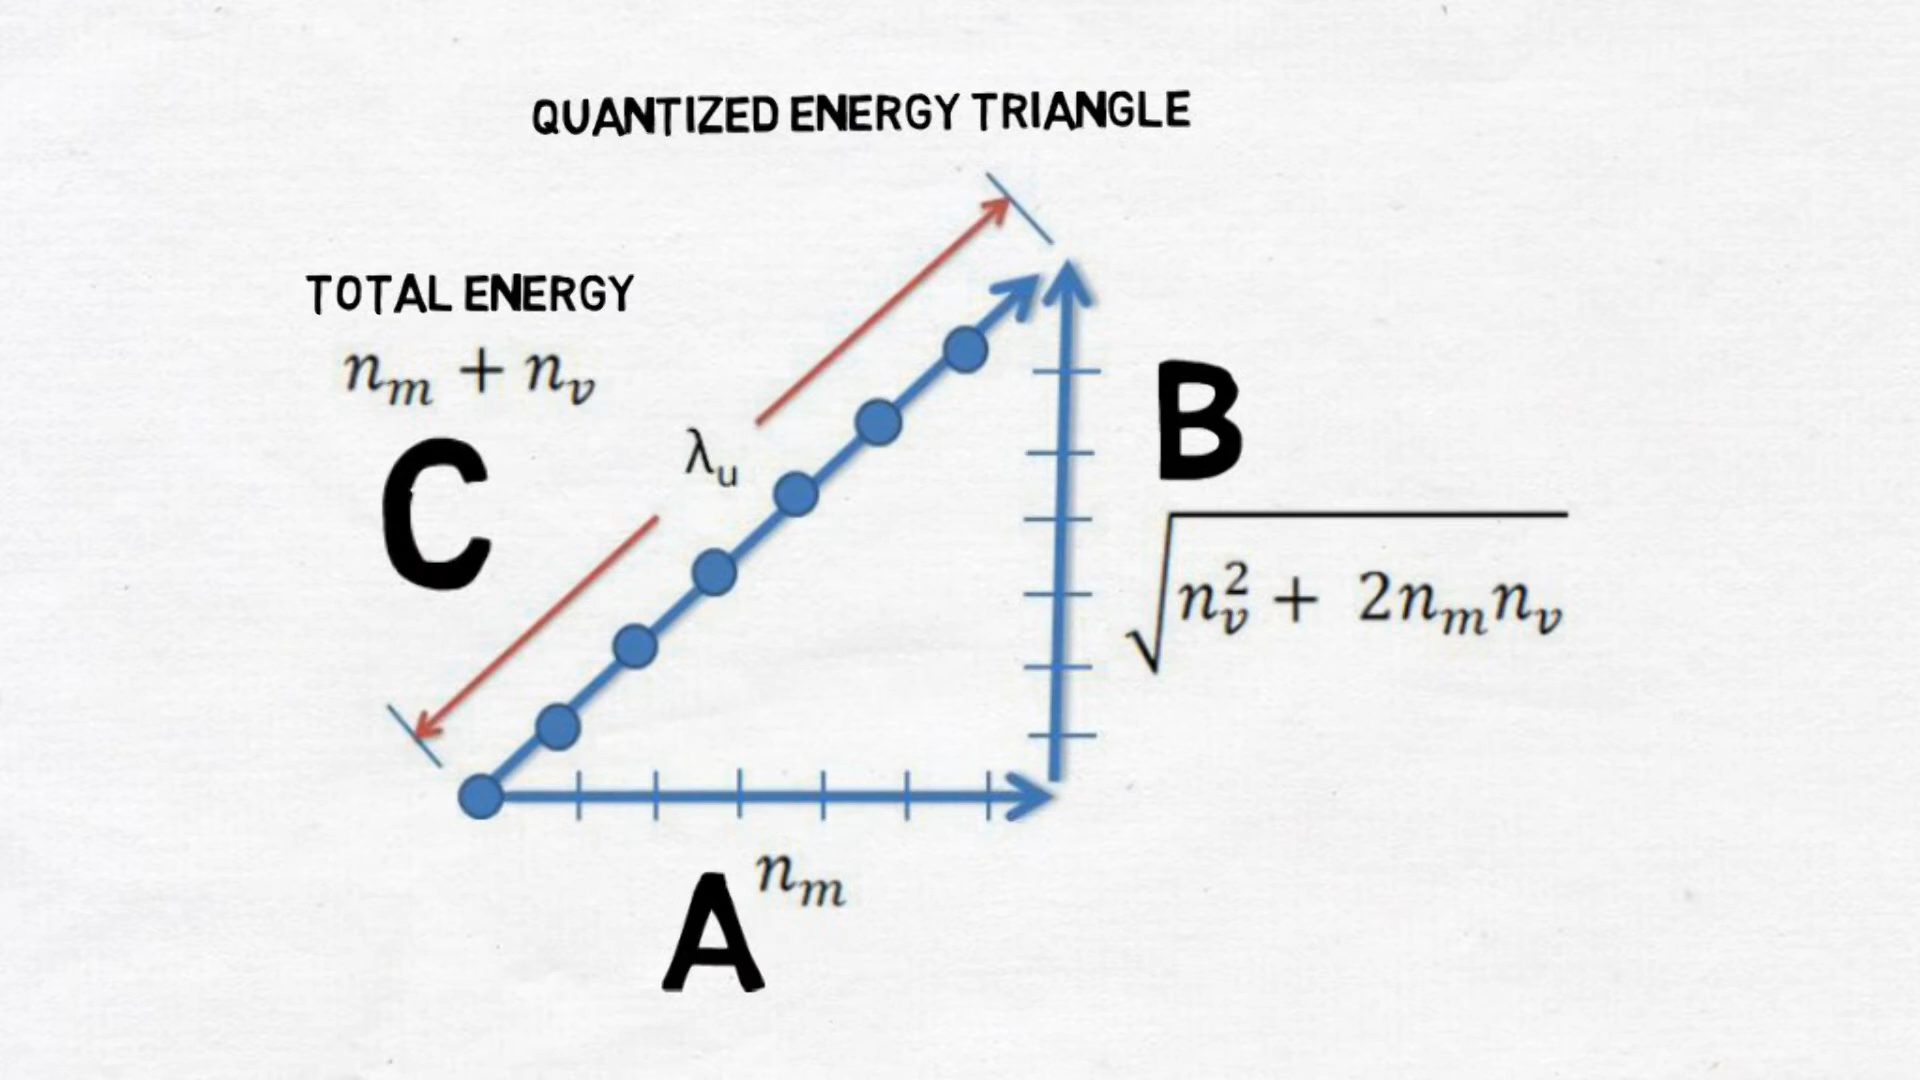 QUANTIZED ENERGY TRIANGLE
TOTAL ENERGY
n_m + n_v
C
λ_u
B
√(n_v^2 + 2n_m n_v)
n_m
A